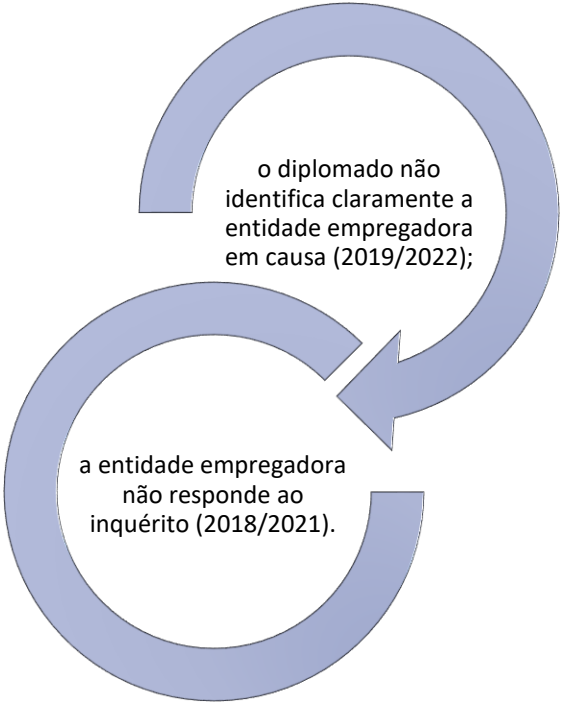 o diplomado não
identifica claramente a
entidade empregadora
em causa (2019/2022);
a entidade empregadora
não responde ao
inquérito (2018/2021).